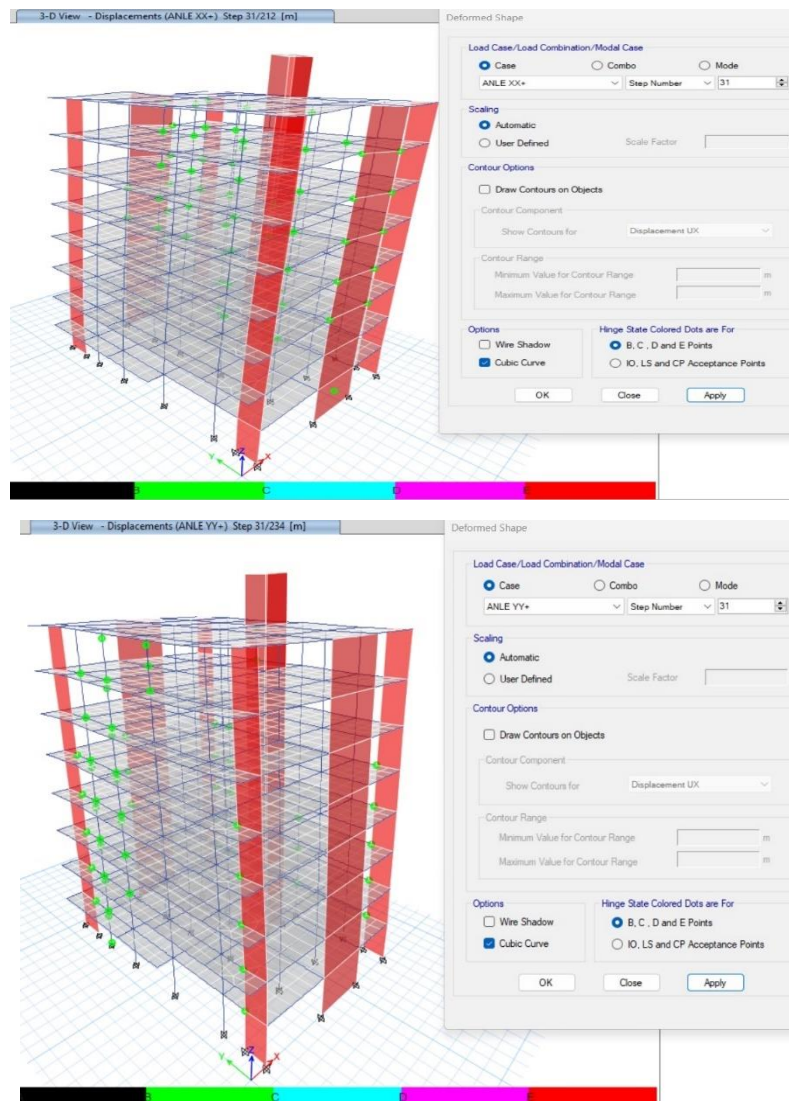 3-D View - Displacements (ANLE XX+) Step 31/212 [m]
Deformed Shape
Load Case/Load Combination/Modal Case
Case Combo Mode
ANLE XX+ Step Number 31
Scaling
Automatic
User Defined Scale Factor
Contour Options
Draw Contours on Objects
Contour Component
Show Contours for Displacement UX
Contour Range
Minimum Value for Contour Range m
Maximum Value for Contour Range m
Options Hinge State Colored Dots are For
Wire Shadow B, C , D and E Points
Cubic Curve IO, LS and CP Acceptance Points
OK Close Apply
Y Z X
B C D E
3-D View - Displacements (ANLE YY+) Step 31/234 [m]
Deformed Shape
Load Case/Load Combination/Modal Case
Case Combo Mode
ANLE YY+ Step Number 31
Scaling
Automatic
User Defined Scale Factor
Contour Options
Draw Contours on Objects
Contour Component
Show Contours for Displacement UX
Contour Range
Minimum Value for Contour Range m
Maximum Value for Contour Range m
Options Hinge State Colored Dots are For
Wire Shadow B, C , D and E Points
Cubic Curve IO, LS and CP Acceptance Points
OK Close Apply
Y Z X
B C D E